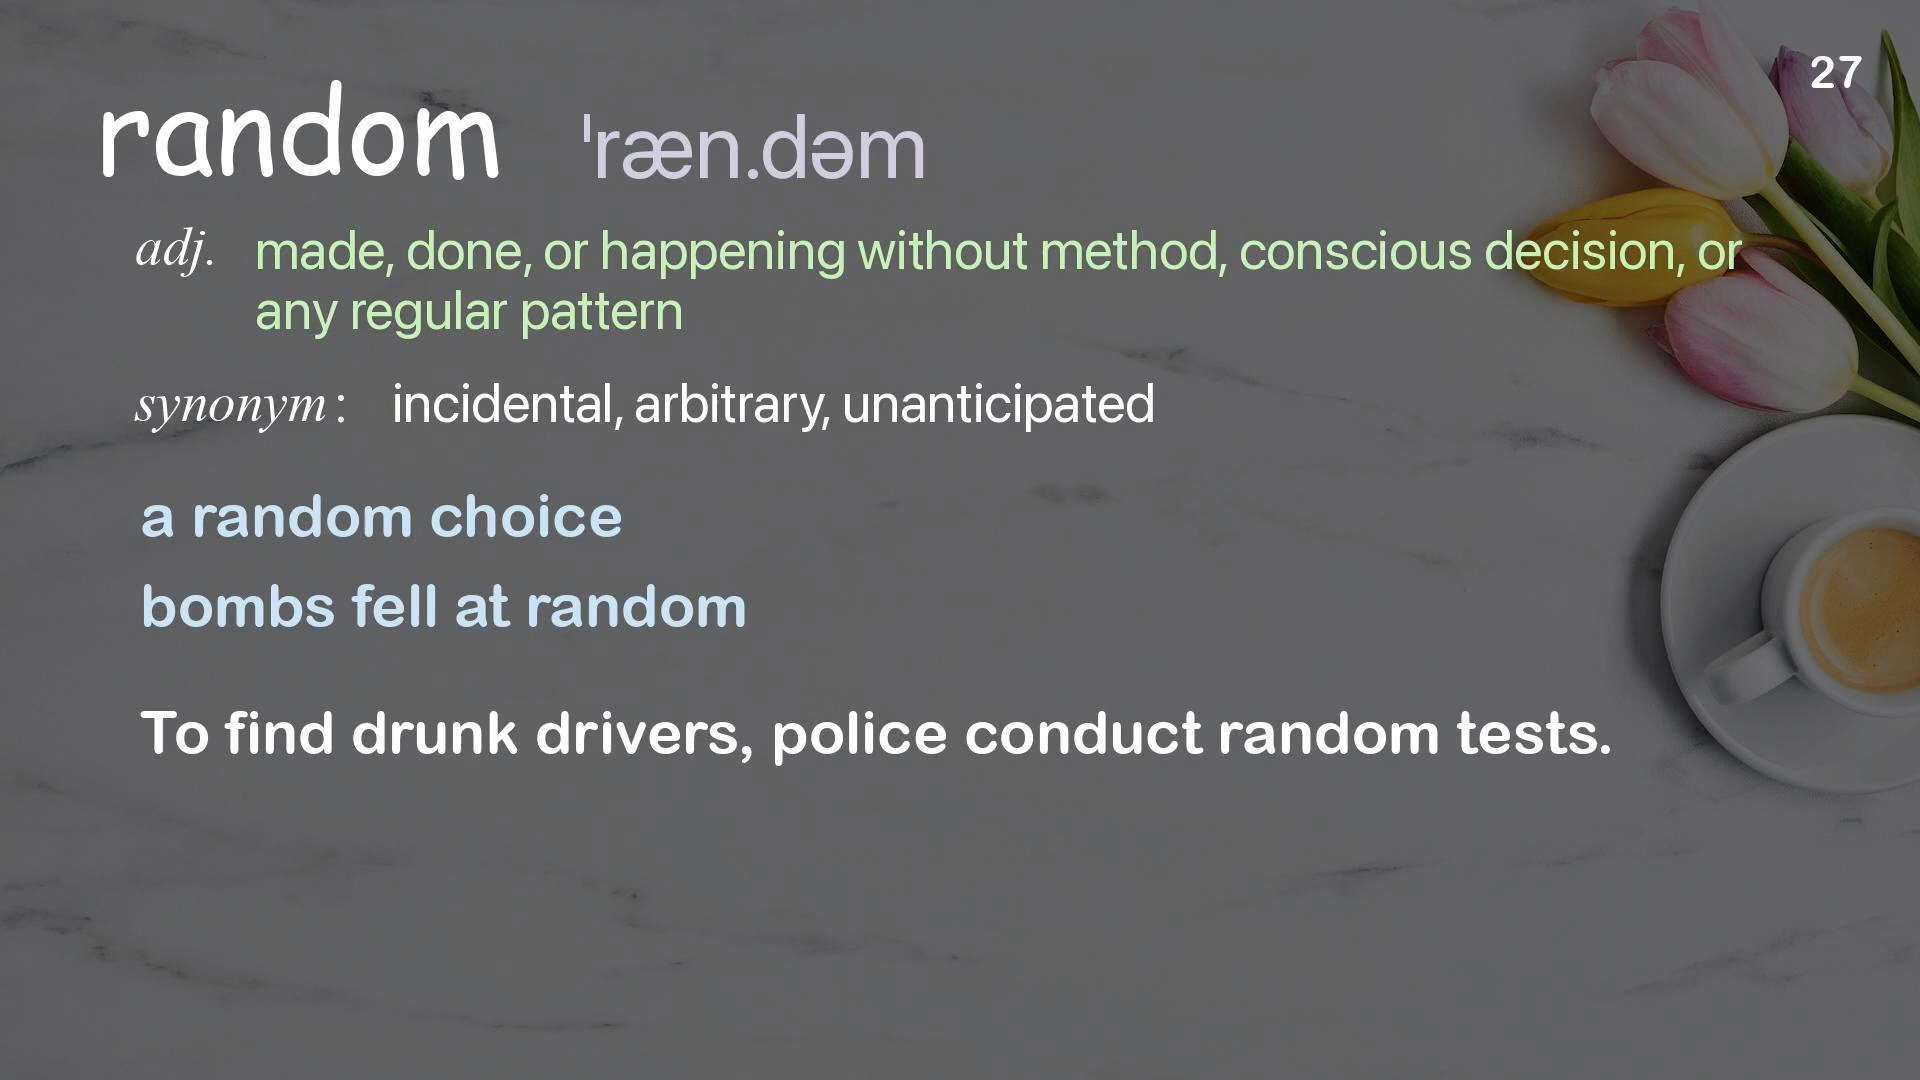 27
random ˈræn.dəm
adj. made, done, or happening without method, conscious decision, or
any regular pattern
synonym : incidental, arbitrary, unanticipated
a random choice
bombs fell at random
To find drunk drivers, police conduct random tests.